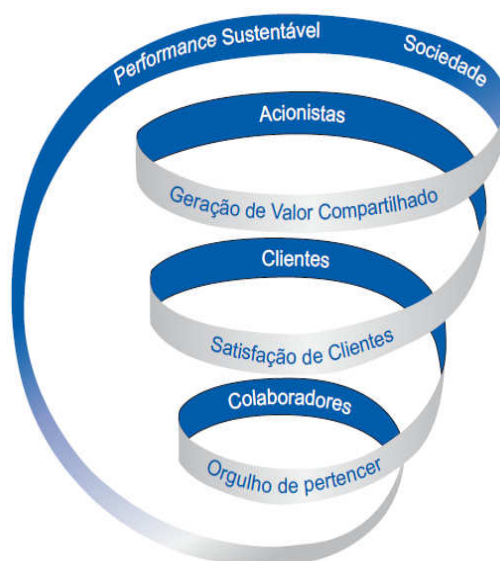 Performance Sustentável
Sociedade
Acionistas
Geração de Valor Compartilhado
Clientes
Satisfação de Clientes
Colaboradores
Orgulho de pertencer